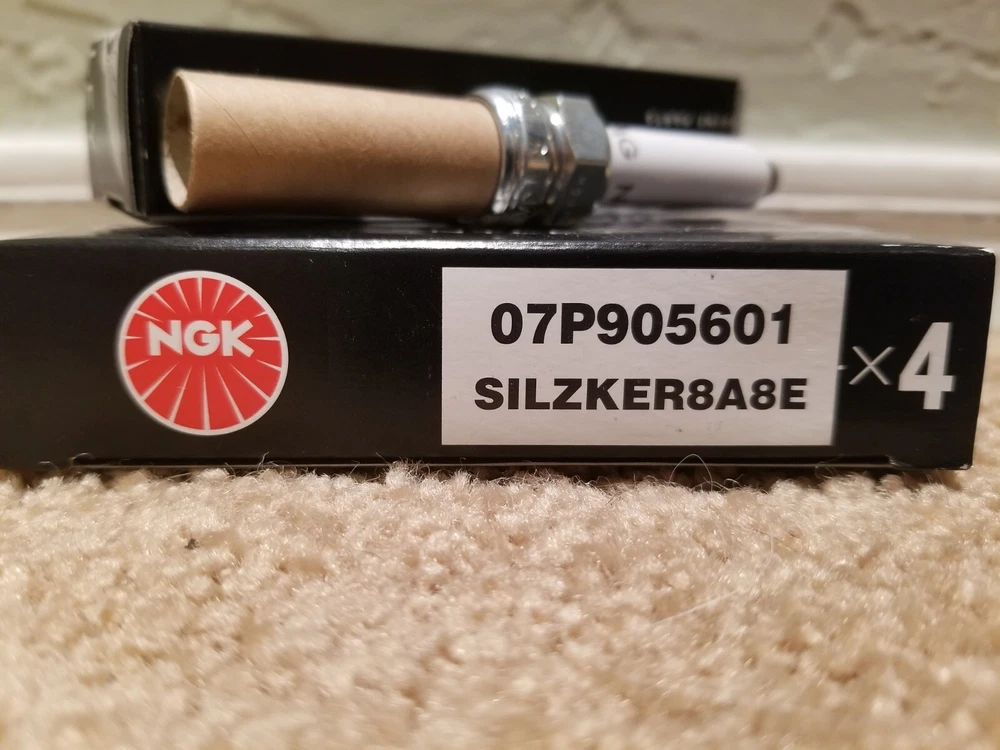 NGK
07P905601
SILZKER8A8E
×4